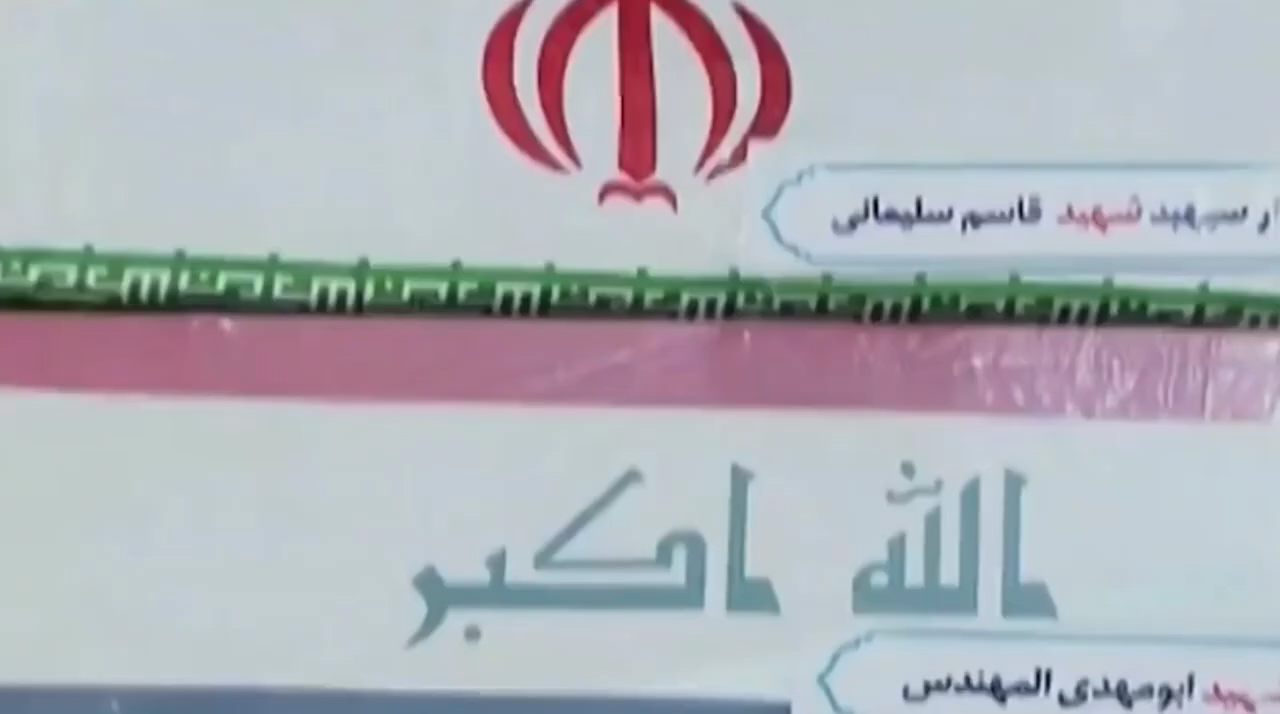 سپهبد شهید قاسم سلیمانی
الله اکبر
ابومهدی المهندس